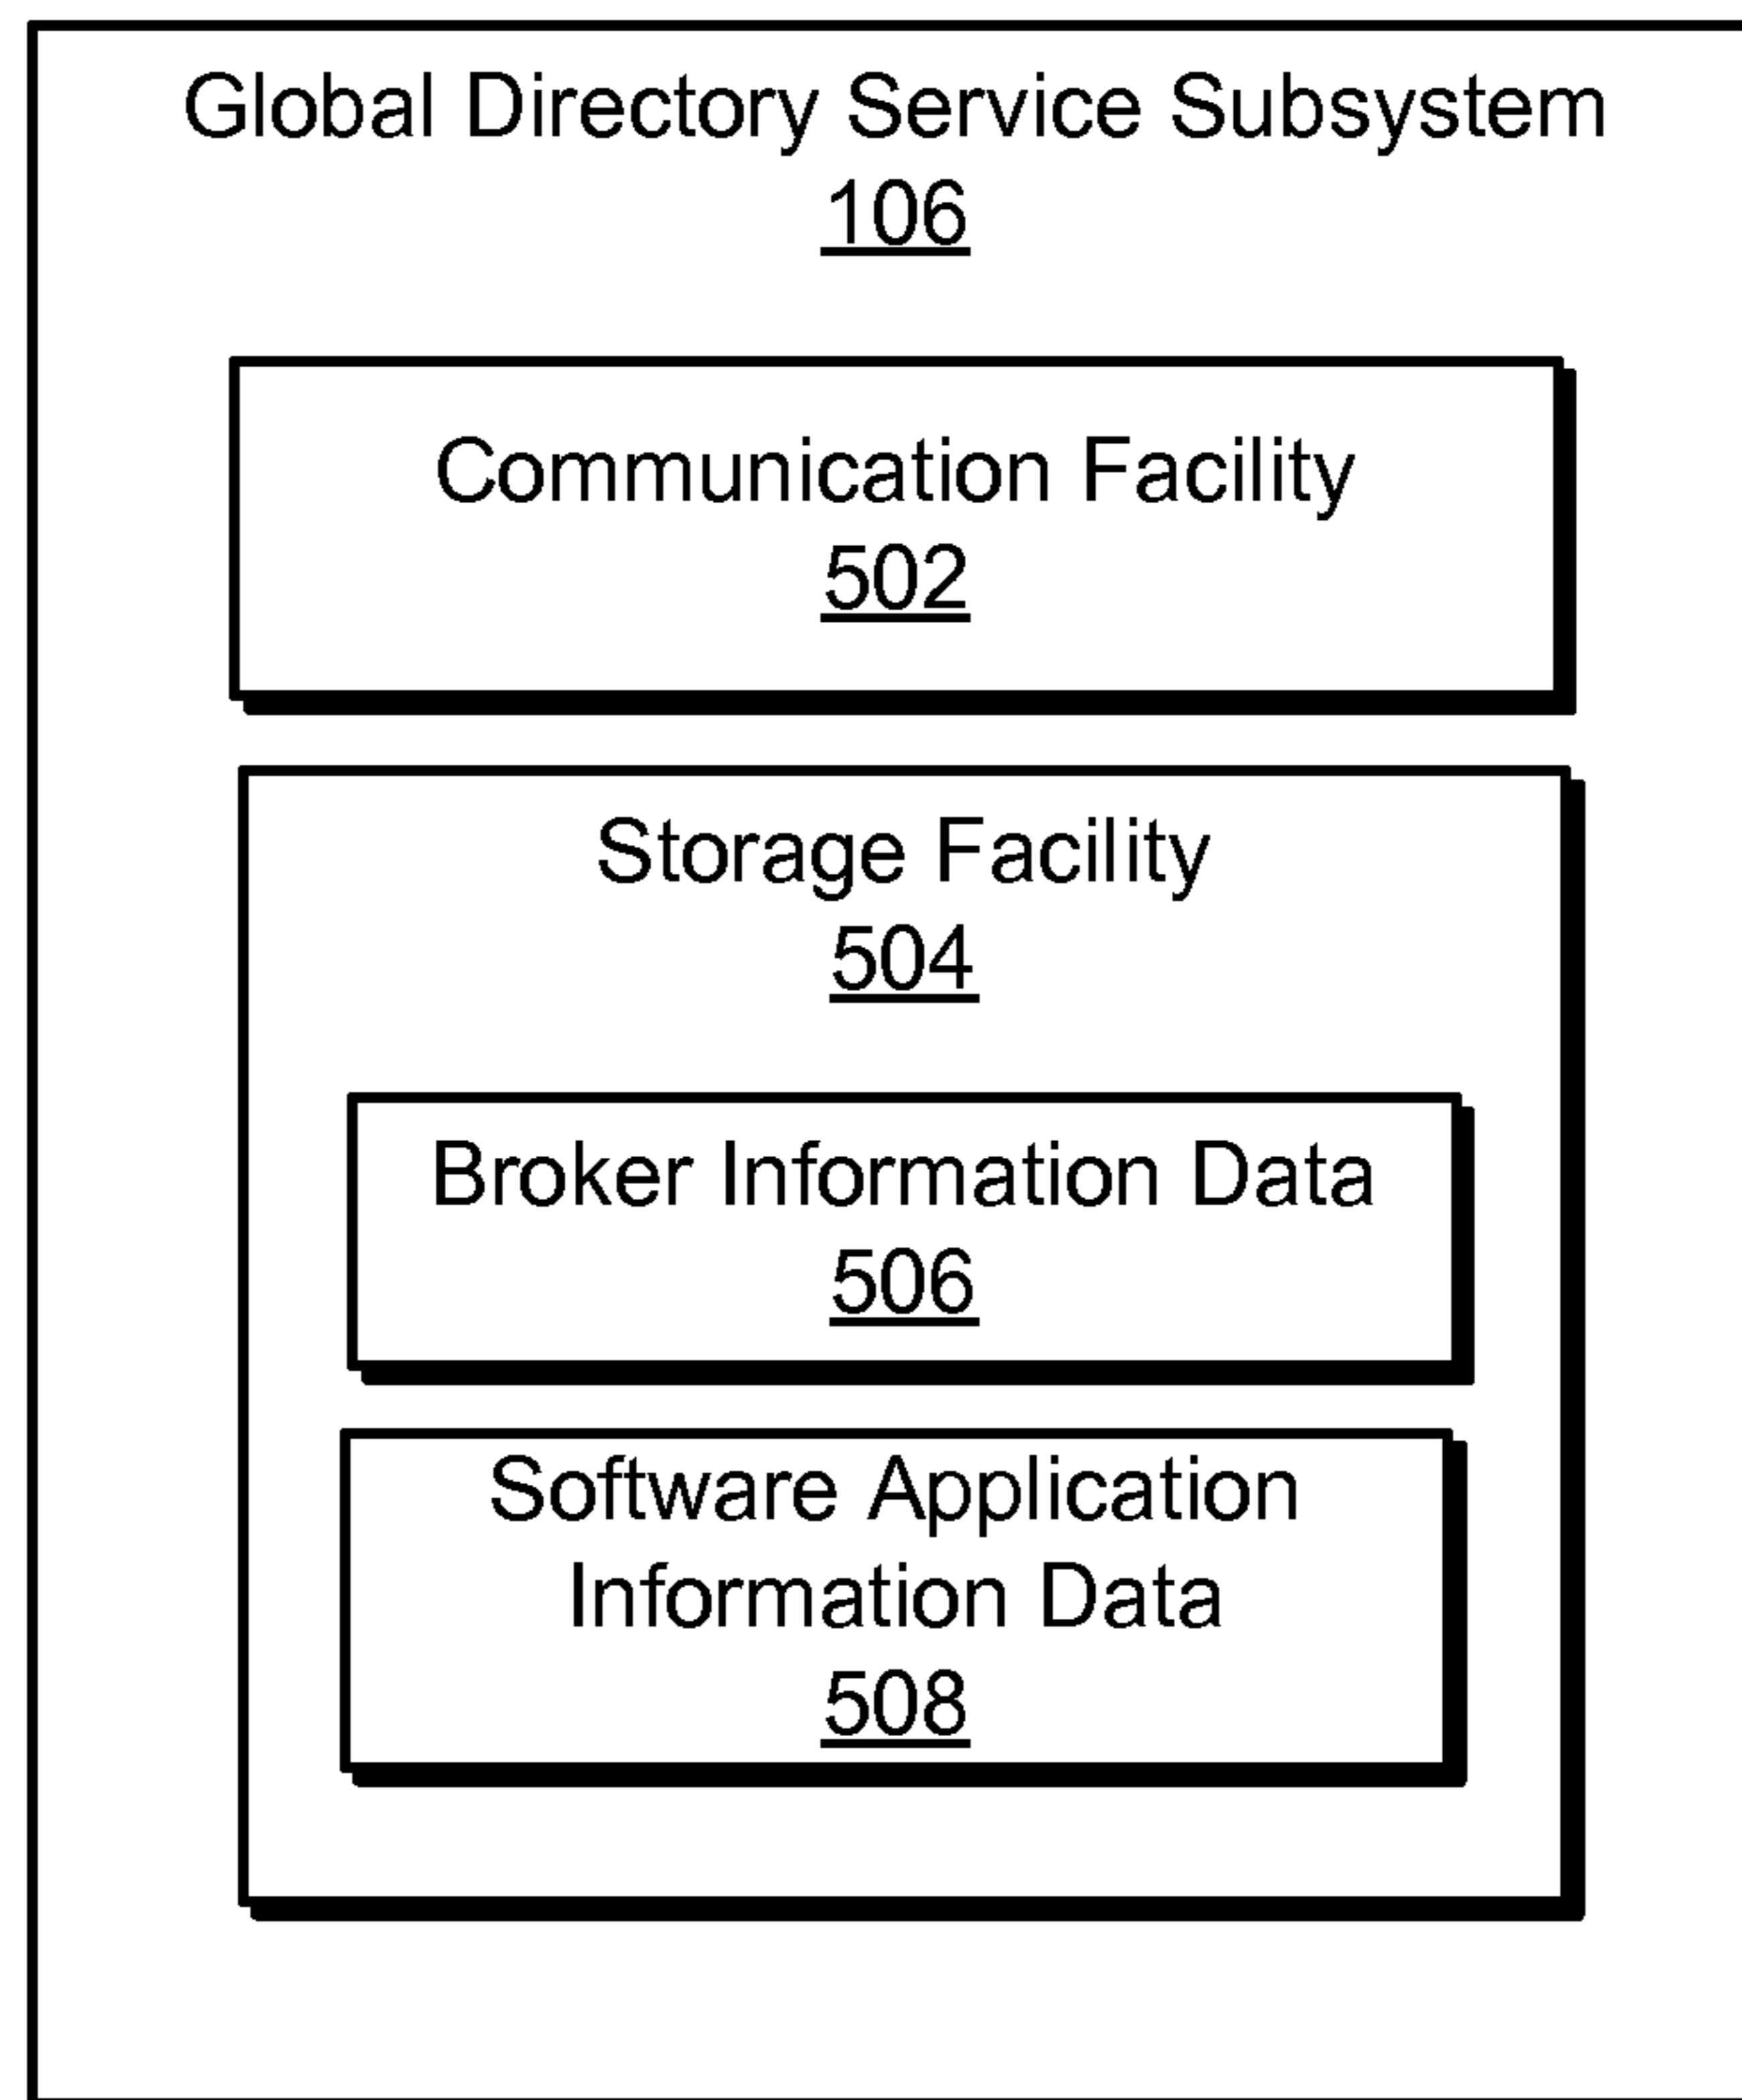 Global Directory Service Subsystem
106
Communication Facility
502
Storage Facility
504
Broker Information Data
506
Software Application
Information Data
508